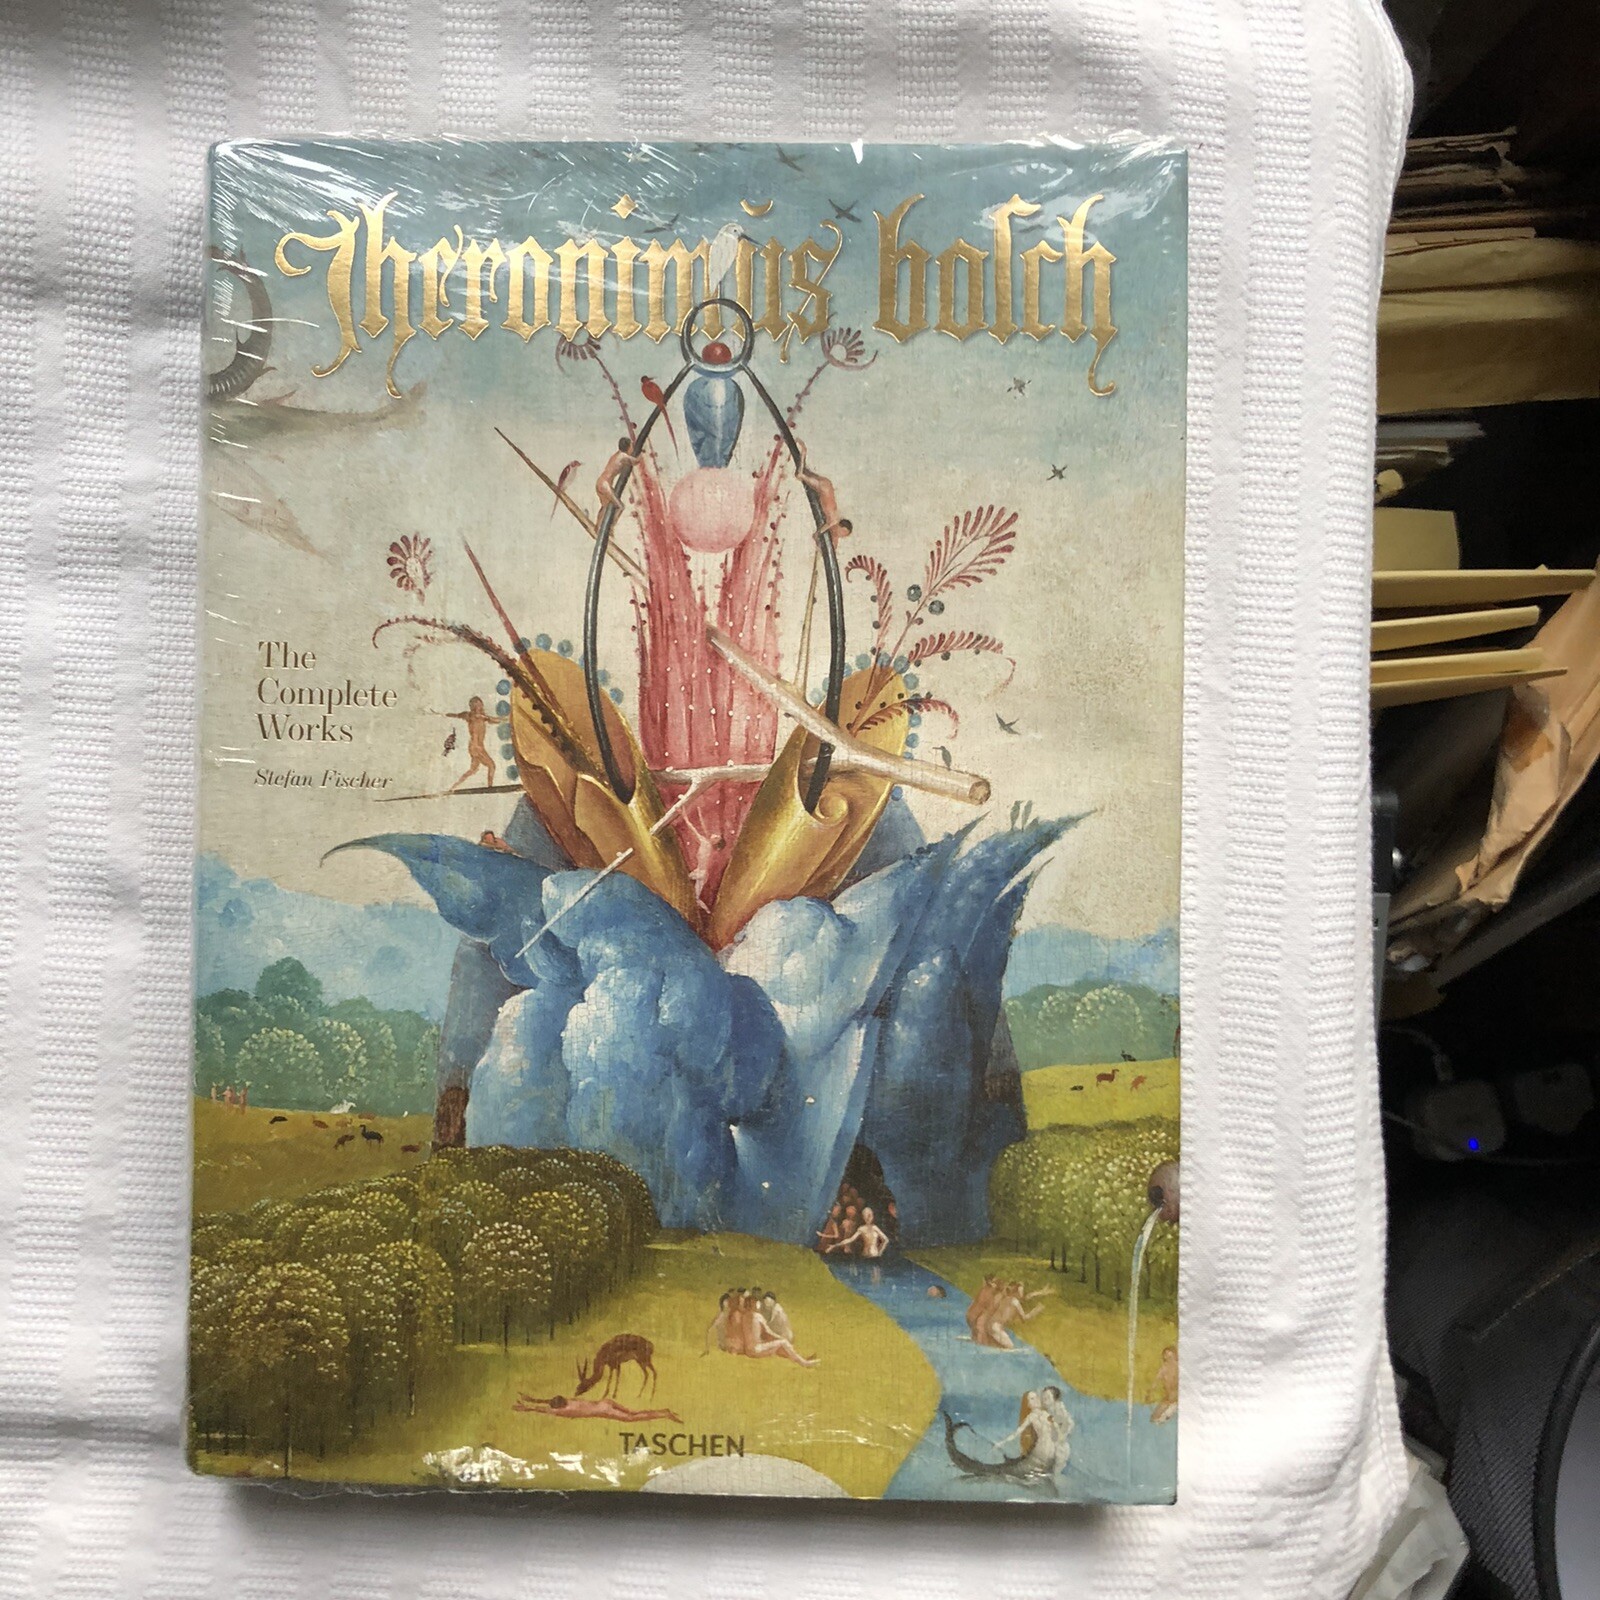 Jheronimus bosch
The
Complete
Works
Stefan Fischer
TASCHEN